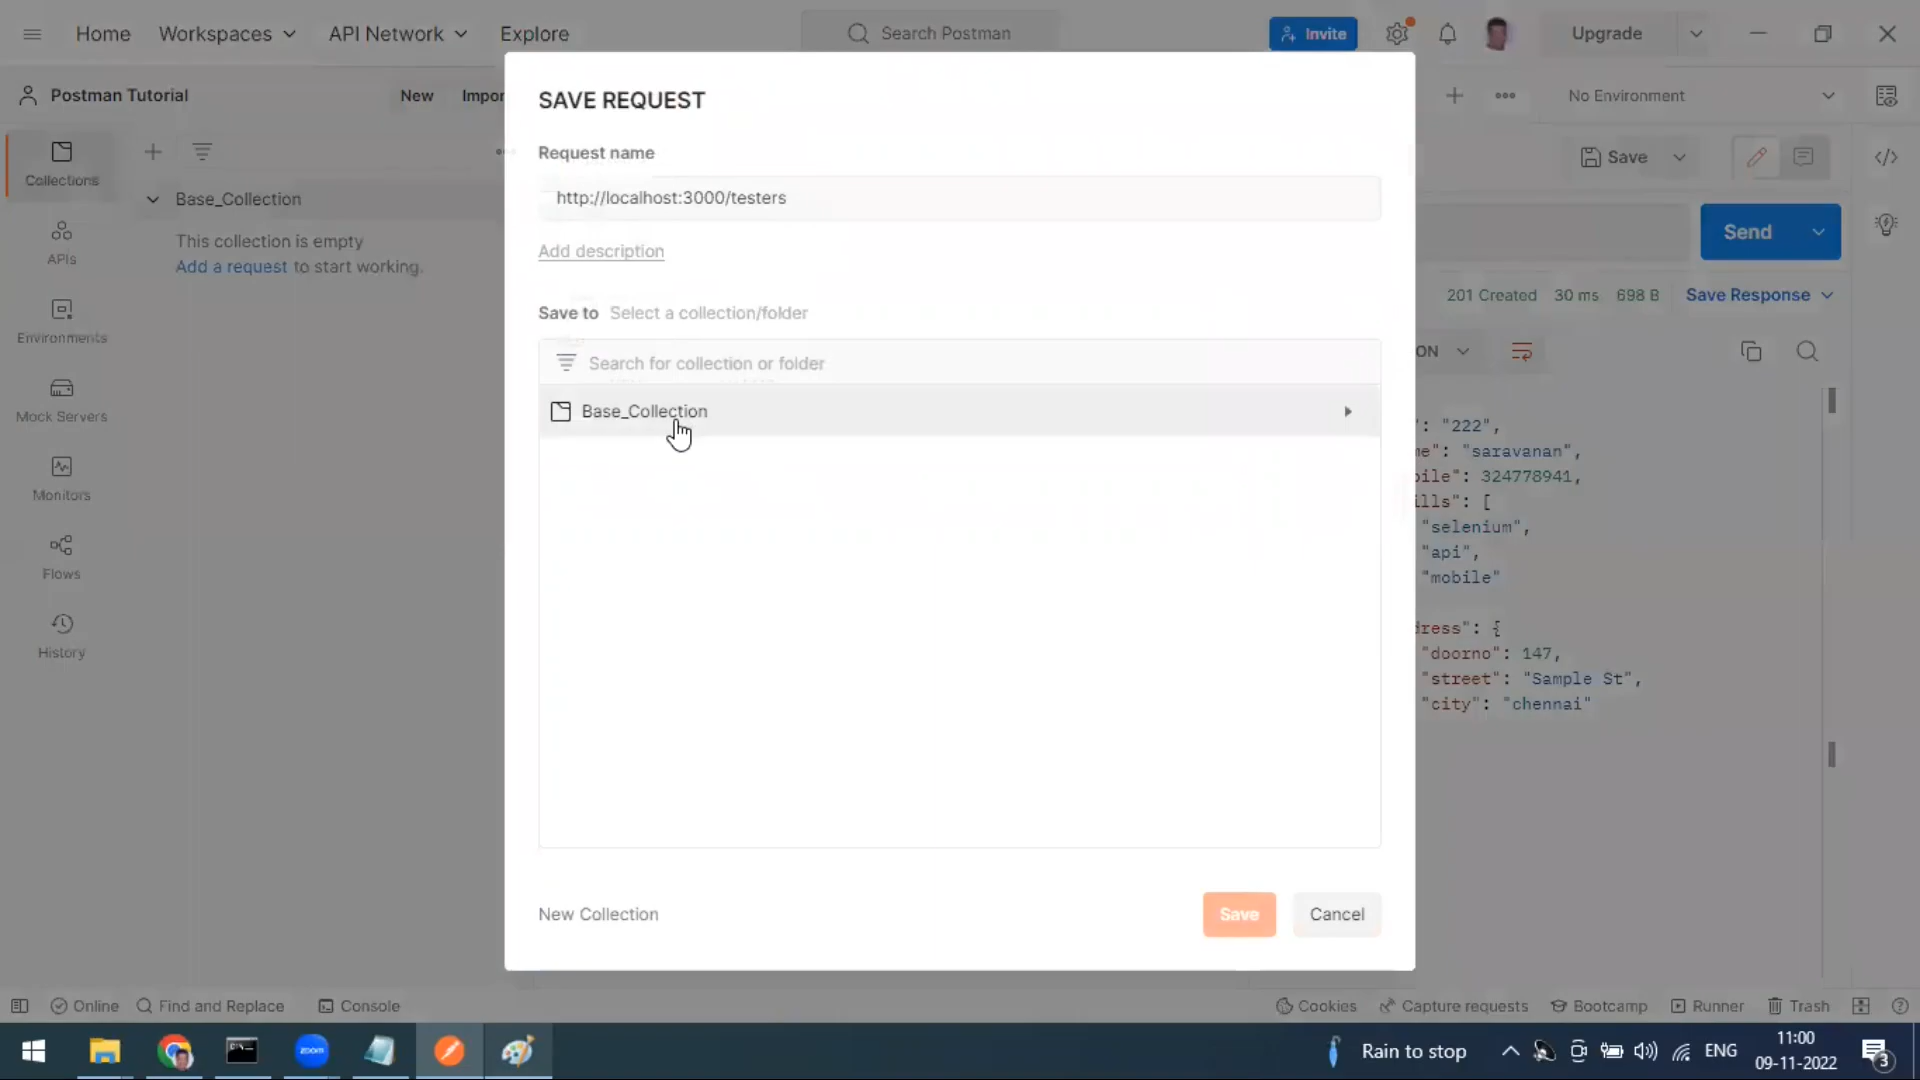 Home
Workspaces
API Network
Explore
Search Postman
Invite
Upgrade
Postman Tutorial
New
Impor
No Environment
Collections
APIs
Environments
Mock Servers
Monitors
Flows
History
Base_Collection
This collection is empty
Add a request to start working.
SAVE REQUEST
Request name
http://localhost:3000/testers
Add description
Save to Select a collection/folder
Search for collection or folder
Base_Collection
New Collection
Save
Cancel
Save
Send
201 Created 30 ms 698 B Save Response
ON
": "222",
me": "saravanan",
bile": 324778941,
ills": [
"selenium",
"api",
"mobile"
dress": {
"doorno": 147,
"street": "Sample St",
"city": "chennai"
Online
Find and Replace
Console
Cookies
Capture requests
Bootcamp
Runner
Trash
zoom
Rain to stop
ENG
11:00
09-11-2022
3